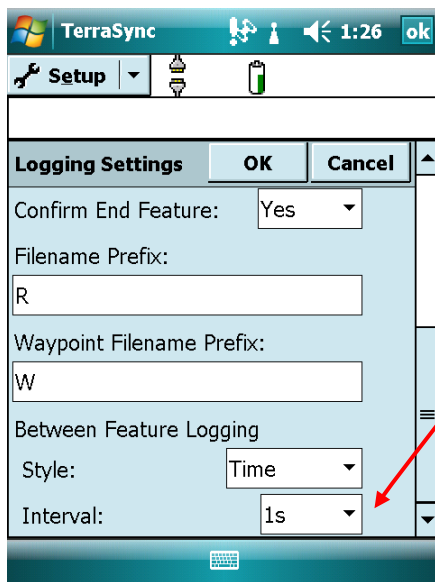 TerraSync 1:26 ok
Setup
Logging Settings OK Cancel
Confirm End Feature: Yes
Filename Prefix:
R
Waypoint Filename Prefix:
W
Between Feature Logging
Style: Time
Interval: 1s